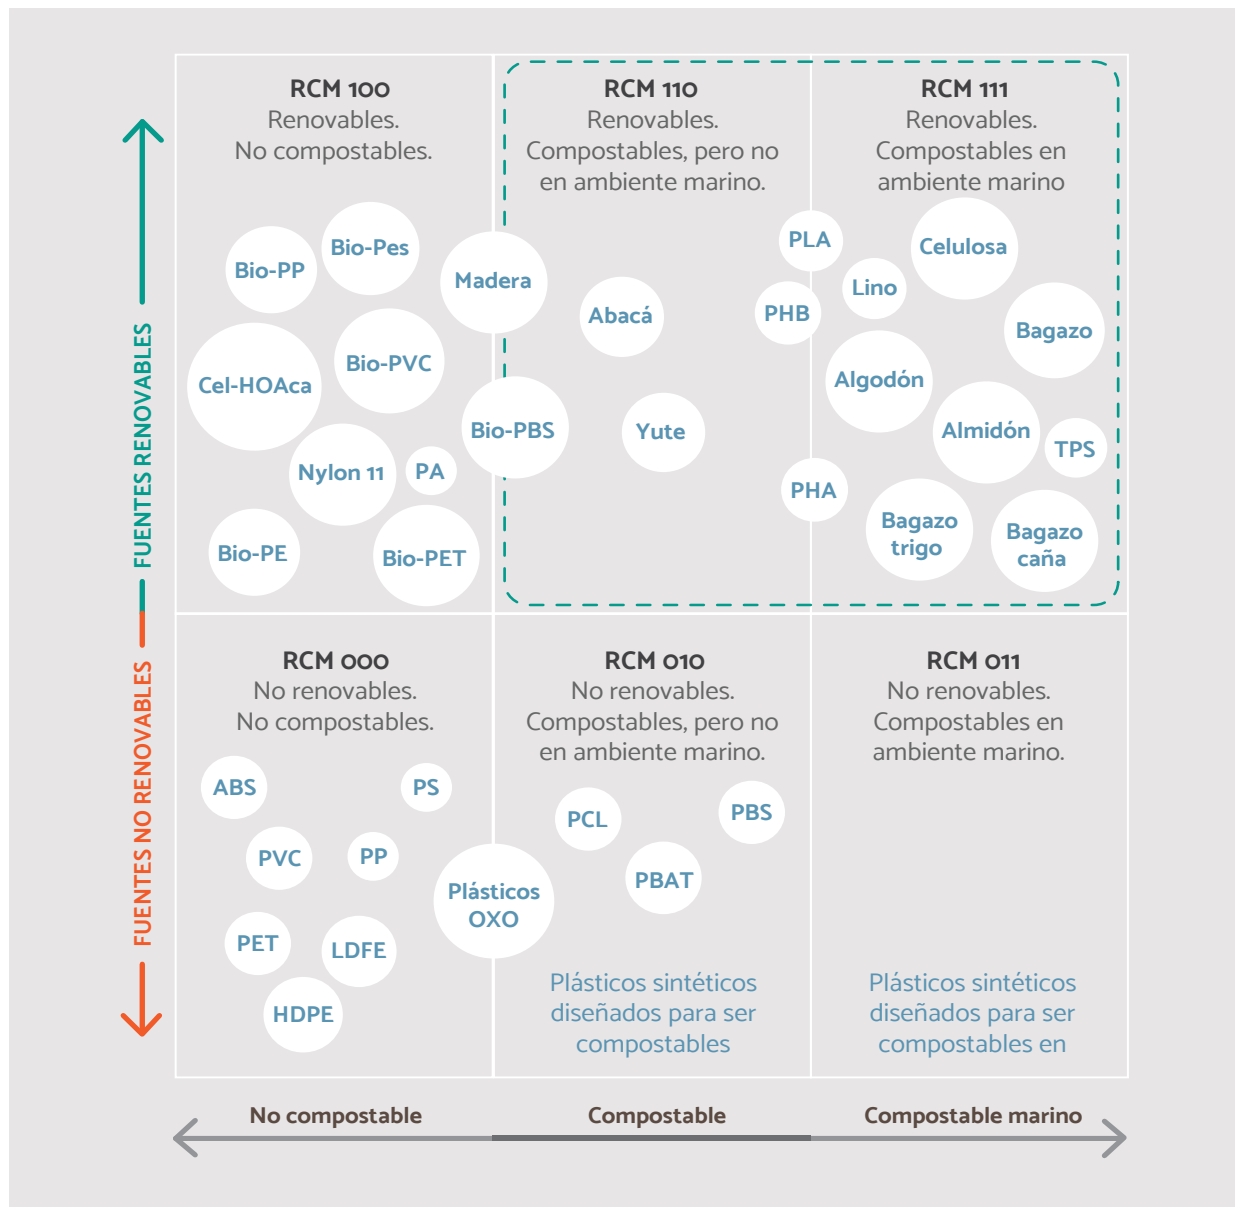 RCM 100
Renovables.
No compostables.
RCM 110
Renovables.
Compostables, pero no
en ambiente marino.
RCM 111
Renovables.
Compostables en
ambiente marino
FUENTES RENOVABLES
Bio-PP
Bio-Pes
Madera
Cel-HOAca
Bio-PVC
Bio-PBS
Nylon 11
PA
Bio-PE
Bio-PET
Abacá
Yute
PLA
PHB
PHA
Lino
Celulosa
Bagazo
Algodón
Almidón
TPS
Bagazo
trigo
Bagazo
caña
FUENTES NO RENOVABLES
RCM 000
No renovables.
No compostables.
RCM 010
No renovables.
Compostables, pero no
en ambiente marino.
RCM 011
No renovables.
Compostables en
ambiente marino.
ABS
PS
PVC
PP
PET
LDFE
HDPE
Plásticos
OXO
PCL
PBS
PBAT
Plásticos sintéticos
diseñados para ser
compostables
Plásticos sintéticos
diseñados para ser
compostables en
No compostable
Compostable
Compostable marino